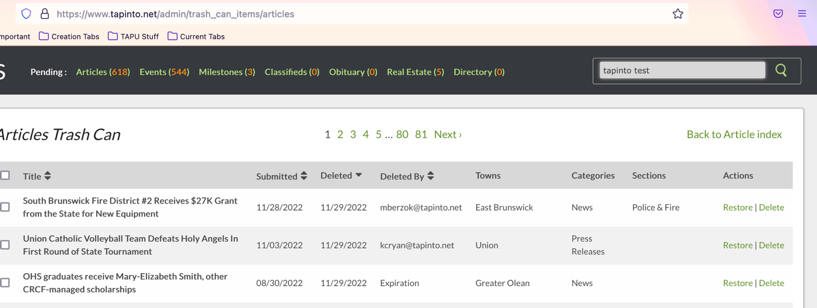 https://www.tapinto.net/admin/trash_can_items/articles
mportant Creation Tabs TAPU Stuff Current Tabs
S Pending : Articles (618) Events (544) Milestones (3) Classifieds (0) Obituary (0) Real Estate (5) Directory (0) tapinto test
Articles Trash Can 1 2 3 4 5 ... 80 81 Next › Back to Article index
Title Submitted Deleted Deleted By Towns Categories Sections Actions
South Brunswick Fire District #2 Receives $27K Grant
from the State for New Equipment
11/28/2022 11/29/2022 mberzok@tapinto.net East Brunswick News Police & Fire Restore | Delete
Union Catholic Volleyball Team Defeats Holy Angels In
First Round of State Tournament
11/03/2022 11/29/2022 kcryan@tapinto.net Union
Press
Releases
Restore | Delete
OHS graduates receive Mary-Elizabeth Smith, other
CRCF-managed scholarships
08/30/2022 11/29/2022 Expiration Greater Olean News Restore | Delete